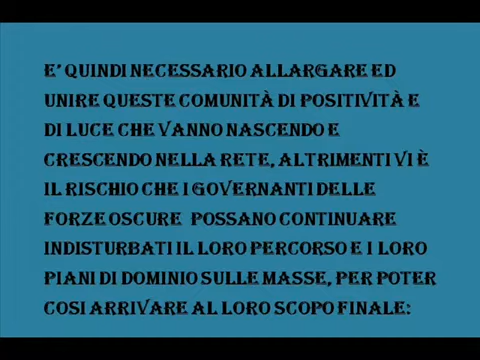 E' QUINDI NECESSARIO ALLARGARE ED
UNIRE QUESTE COMUNITÀ DI POSITIVITÀ E
DI LUCE CHE VANNO NASCENDO E
CRESCENDO NELLA RETE, ALTRIMENTI VI È
IL RISCHIO CHE I GOVERNANTI DELLE
FORZE OSCURE POSSANO CONTINUARE
INDISTURBATI IL LORO PERCORSO E I LORO
PIANI DI DOMINIO SULLE MASSE, PER POTER
COSI ARRIVARE AL LORO SCOPO FINALE: